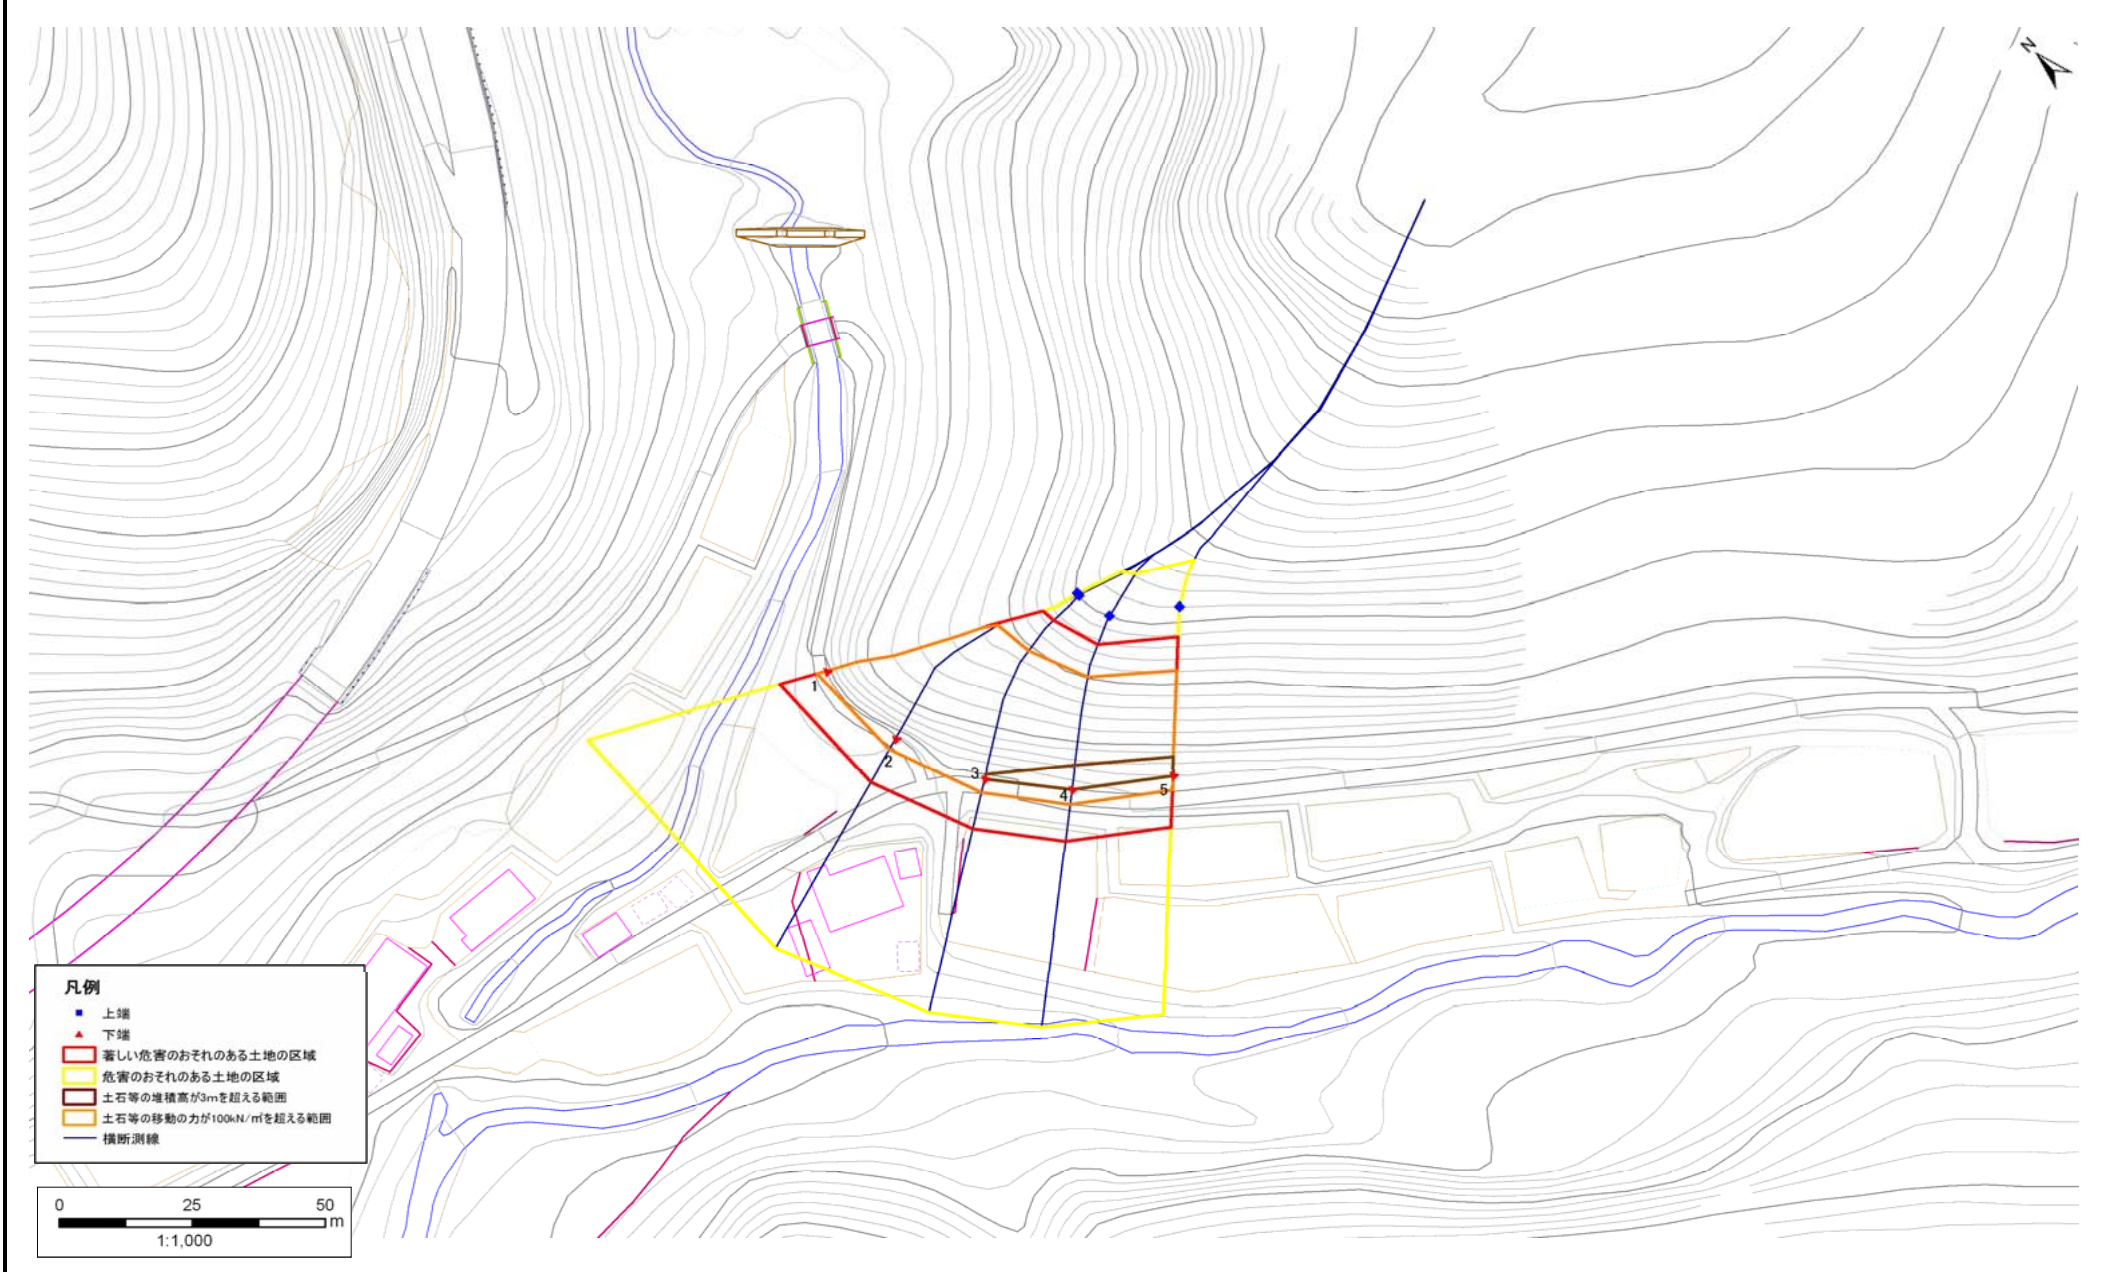 N
1
2
3
4
5
凡例
上端
下端
著しい危害のおそれのある土地の区域
危害のおそれのある土地の区域
土石等の堆積高が3mを超える範囲
土石等の移動の力が100kN/㎡を超える範囲
横断測線
0 25 50
m
1:1,000